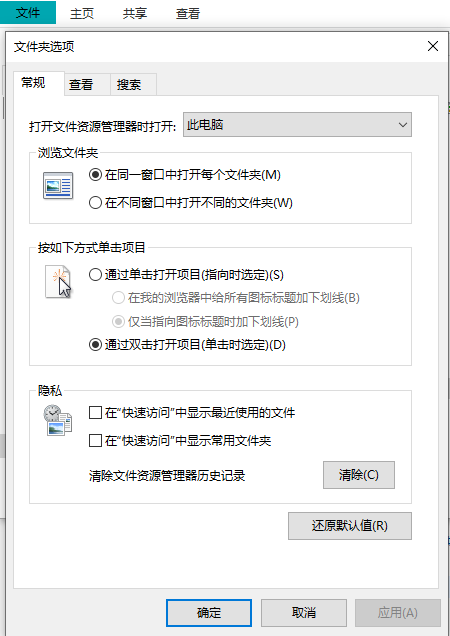 文件 主页 共享 查看
文件夹选项
常规 查看 搜索
打开文件资源管理器时打开: 此电脑
浏览文件夹
在同一窗口中打开每个文件夹(M)
在不同窗口中打开不同的文件夹(W)
按如下方式单击项目
通过单击打开项目(指向时选定)(S)
在我的浏览器中给所有图标标题加下划线(B)
仅当指向图标标题时加下划线(P)
通过双击打开项目(单击时选定)(D)
隐私
在“快速访问”中显示最近使用的文件
在“快速访问”中显示常用文件夹
清除文件资源管理器历史记录 清除(C)
还原默认值(R)
确定 取消 应用(A)